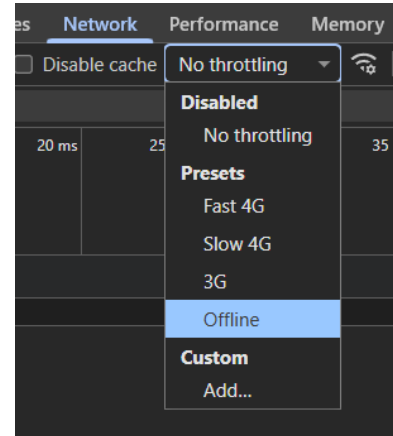 es Network Performance Memory
Disable cache No throttling
Disabled
No throttling
20 ms 25 35
Presets
Fast 4G
Slow 4G
3G
Offline
Custom
Add...